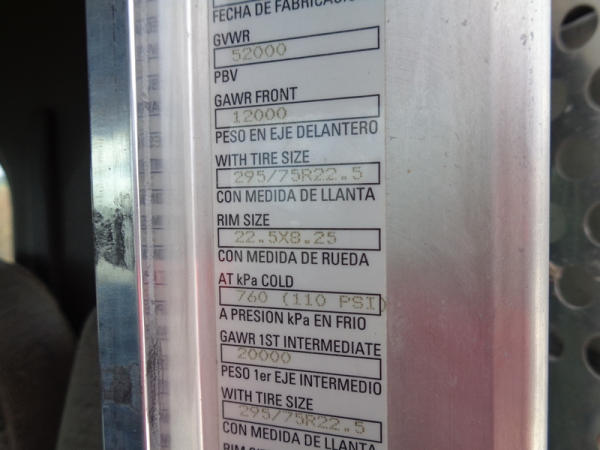 FECHA DE FABRICACIO
GVWR
52000
PBV
GAWR FRONT
12000
PESO EN EJE DELANTERO
WITH TIRE SIZE
295/75R22.5
CON MEDIDA DE LLANTA
RIM SIZE
22.5X8.25
CON MEDIDA DE RUEDA
AT kPa COLD
760 (110 PSI)
A PRESION kPa EN FRIO
GAWR 1ST INTERMEDIATE
20000
PESO 1er EJE INTERMEDIO
WITH TIRE SIZE
295/75R22.5
CON MEDIDA DE LLANTA